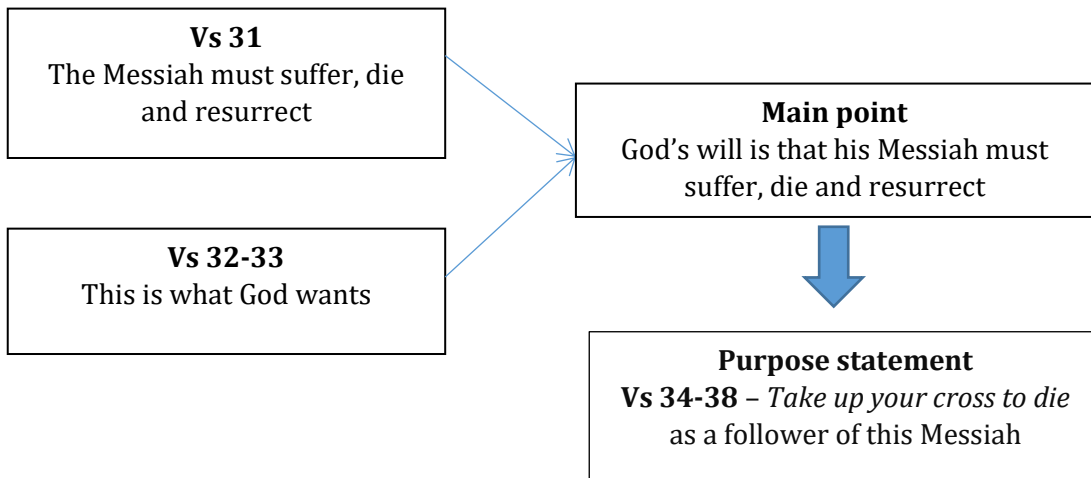 Vs 31
The Messiah must suffer, die
and resurrect
Vs 32-33
This is what God wants
Main point
God’s will is that his Messiah must
suffer, die and resurrect
Purpose statement
Vs 34-38 – Take up your cross to die
as a follower of this Messiah